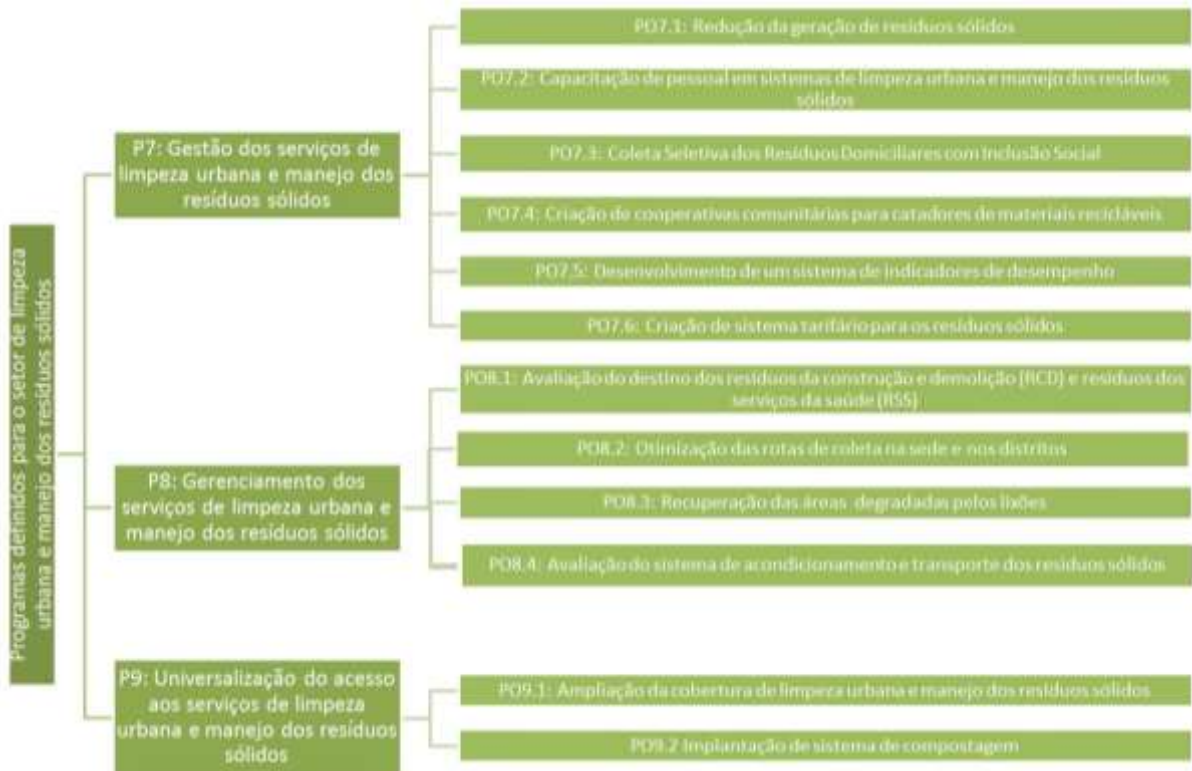 Programas definidos para o setor de limpeza
urbana e manejo dos resíduos sólidos
P7: Gestão dos serviços de
limpeza urbana e manejo dos
resíduos sólidos
PO7.1: Redução da geração de resíduos sólidos
PO7.2: Capacitação de pessoal em sistemas de limpeza urbana e manejo dos resíduos
sólidos
PO7.3: Coleta Seletiva dos Resíduos Domiciliares com Inclusão Social
PO7.4: Criação de cooperativas comunitárias para catadores de materiais recicláveis
PO7.5: Desenvolvimento de um sistema de indicadores de desempenho
PO7.6: Criação de sistema tarifário para os resíduos sólidos
P8: Gerenciamento dos
serviços de limpeza urbana e
manejo dos resíduos sólidos
PO8.1: Avaliação do destino dos resíduos da construção e demolição (RCD) e resíduos dos
serviços da saúde (RSS)
PO8.2: Otimização das rotas de coleta na sede e nos distritos
PO8.3: Recuperação das áreas degradadas pelos lixões
PO8.4: Avaliação do sistema de acondicionamento e transporte dos resíduos sólidos
P9: Universalização do acesso
aos serviços de limpeza
urbana e manejo dos resíduos
sólidos
PO9.1: Ampliação da cobertura de limpeza urbana e manejo dos resíduos sólidos
PO9.2 Implantação de sistema de compostagem